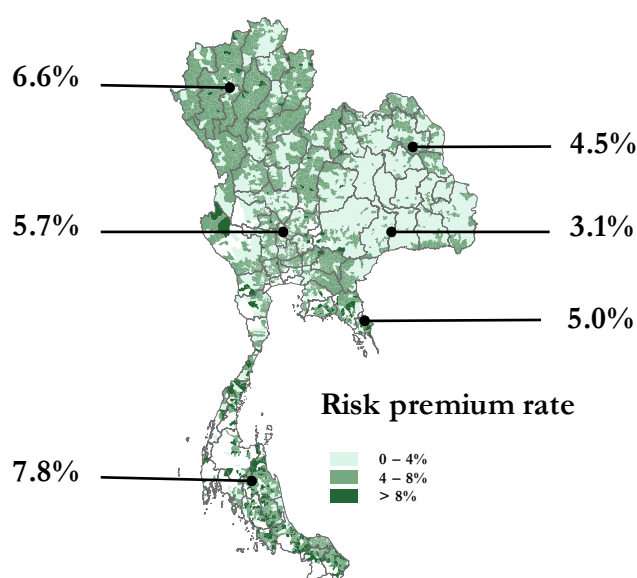 6.6%
4.5%
5.7%
3.1%
5.0%
Risk premium rate
0 – 4%
4 – 8%
> 8%
7.8%